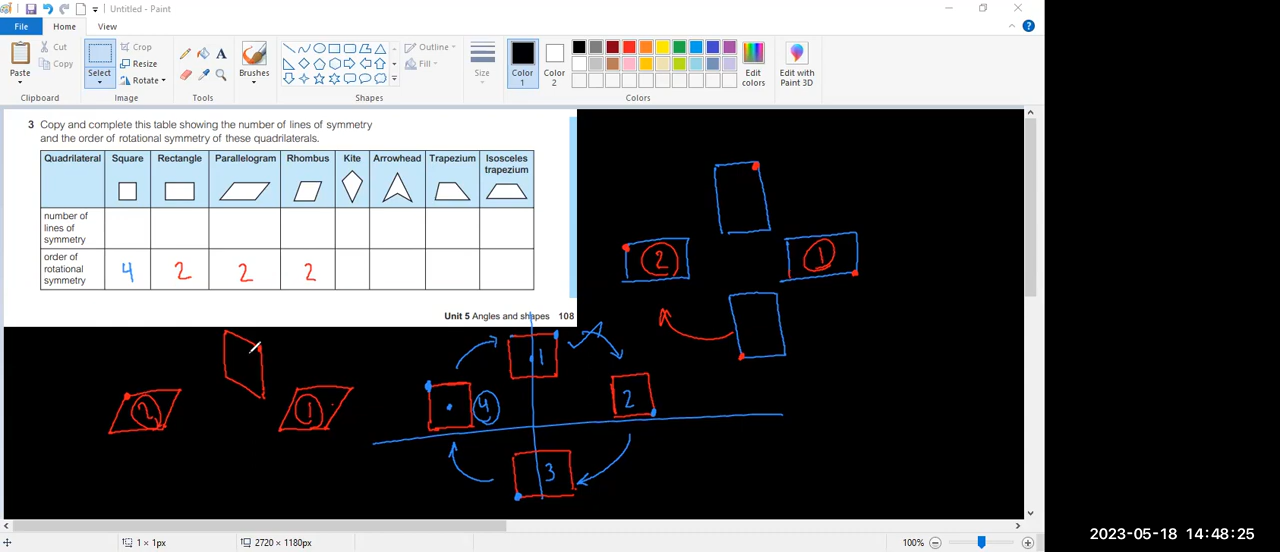 Untitled - Paint
File Home View
Paste
Cut
Copy
Clipboard
Select
Crop
Resize
Rotate
Image
A
Tools
Brushes
Shapes
Outline
Fill
Size
Color 1
Color 2
Colors
Edit colors
Edit with Paint 3D
3 Copy and complete this table showing the number of lines of symmetry
and the order of rotational symmetry of these quadrilaterals.
Quadrilateral Square Rectangle Parallelogram Rhombus Kite Arrowhead Trapezium Isosceles trapezium
number of
lines of
symmetry
order of
rotational
symmetry
4 2 2 2
Unit 5 Angles and shapes 108
2 1
2 1
1
4 2
3
1 × 1px 2720 × 1180px 100%
2023-05-18 14:48:25